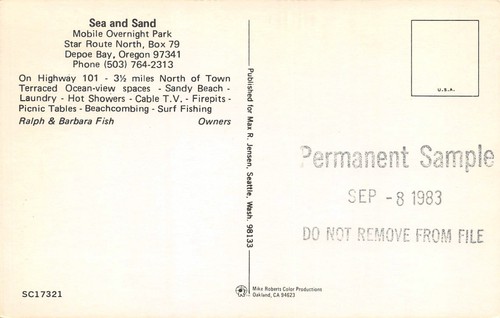 Sea and Sand
Mobile Overnight Park
Star Route North, Box 79
Depoe Bay, Oregon 97341
Phone (503) 764-2313
On Highway 101 - 3½ miles North of Town
Terraced Ocean-view spaces - Sandy Beach -
Laundry - Hot Showers - Cable T.V. - Firepits -
Picnic Tables - Beachcombing - Surf Fishing
Ralph & Barbara Fish Owners
SC17321
Published for Max R. Jensen, Seattle, Wash. 98133
Mike Roberts Color Productions
Oakland, CA 94623
U.S.A.
Permanent Sample
SEP - 8 1983
DO NOT REMOVE FROM FILE